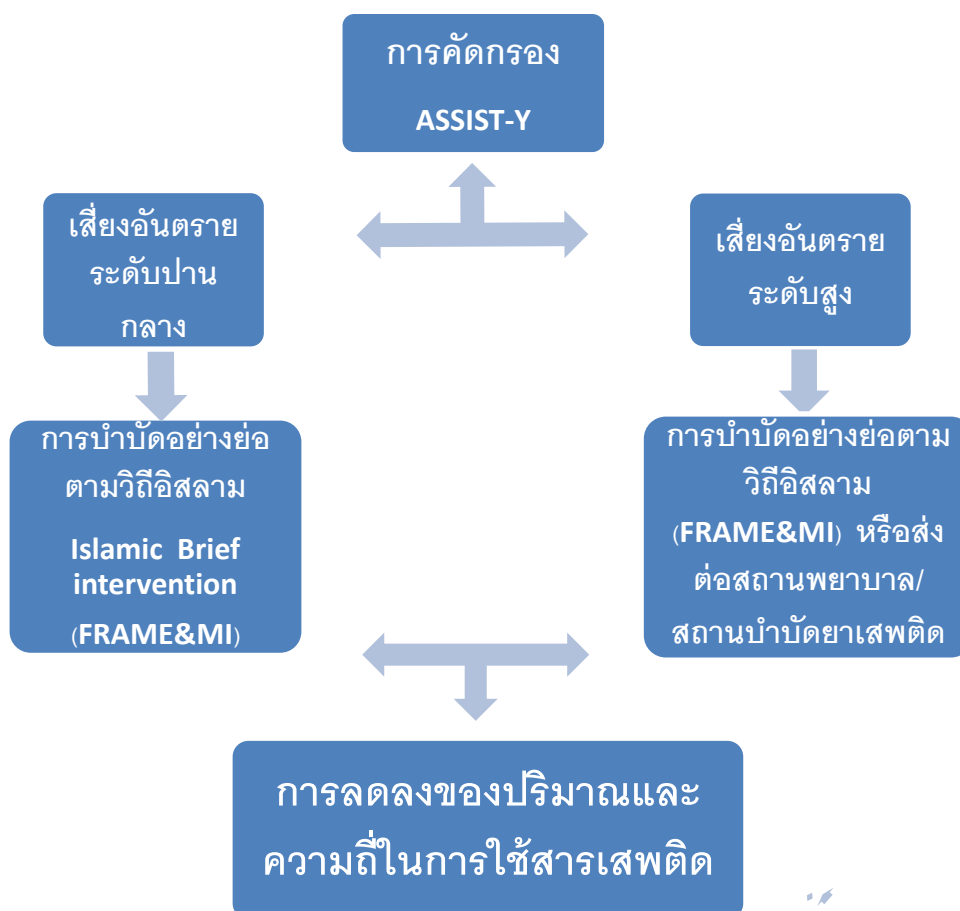 การคัดกรอง
ASSIST-Y
เสี่ยงอันตราย
ระดับปาน
กลาง
เสี่ยงอันตราย
ระดับสูง
การบำบัดอย่างย่อ
ตามวิถีอิสลาม
Islamic Brief
intervention
(FRAME&MI)
การบำบัดอย่างย่อตาม
วิถีอิสลาม
(FRAME&MI) หรือส่ง
ต่อสถานพยาบาล/
สถานบำบัดยาเสพติด
การลดลงของปริมาณและ
ความถี่ในการใช้สารเสพติด